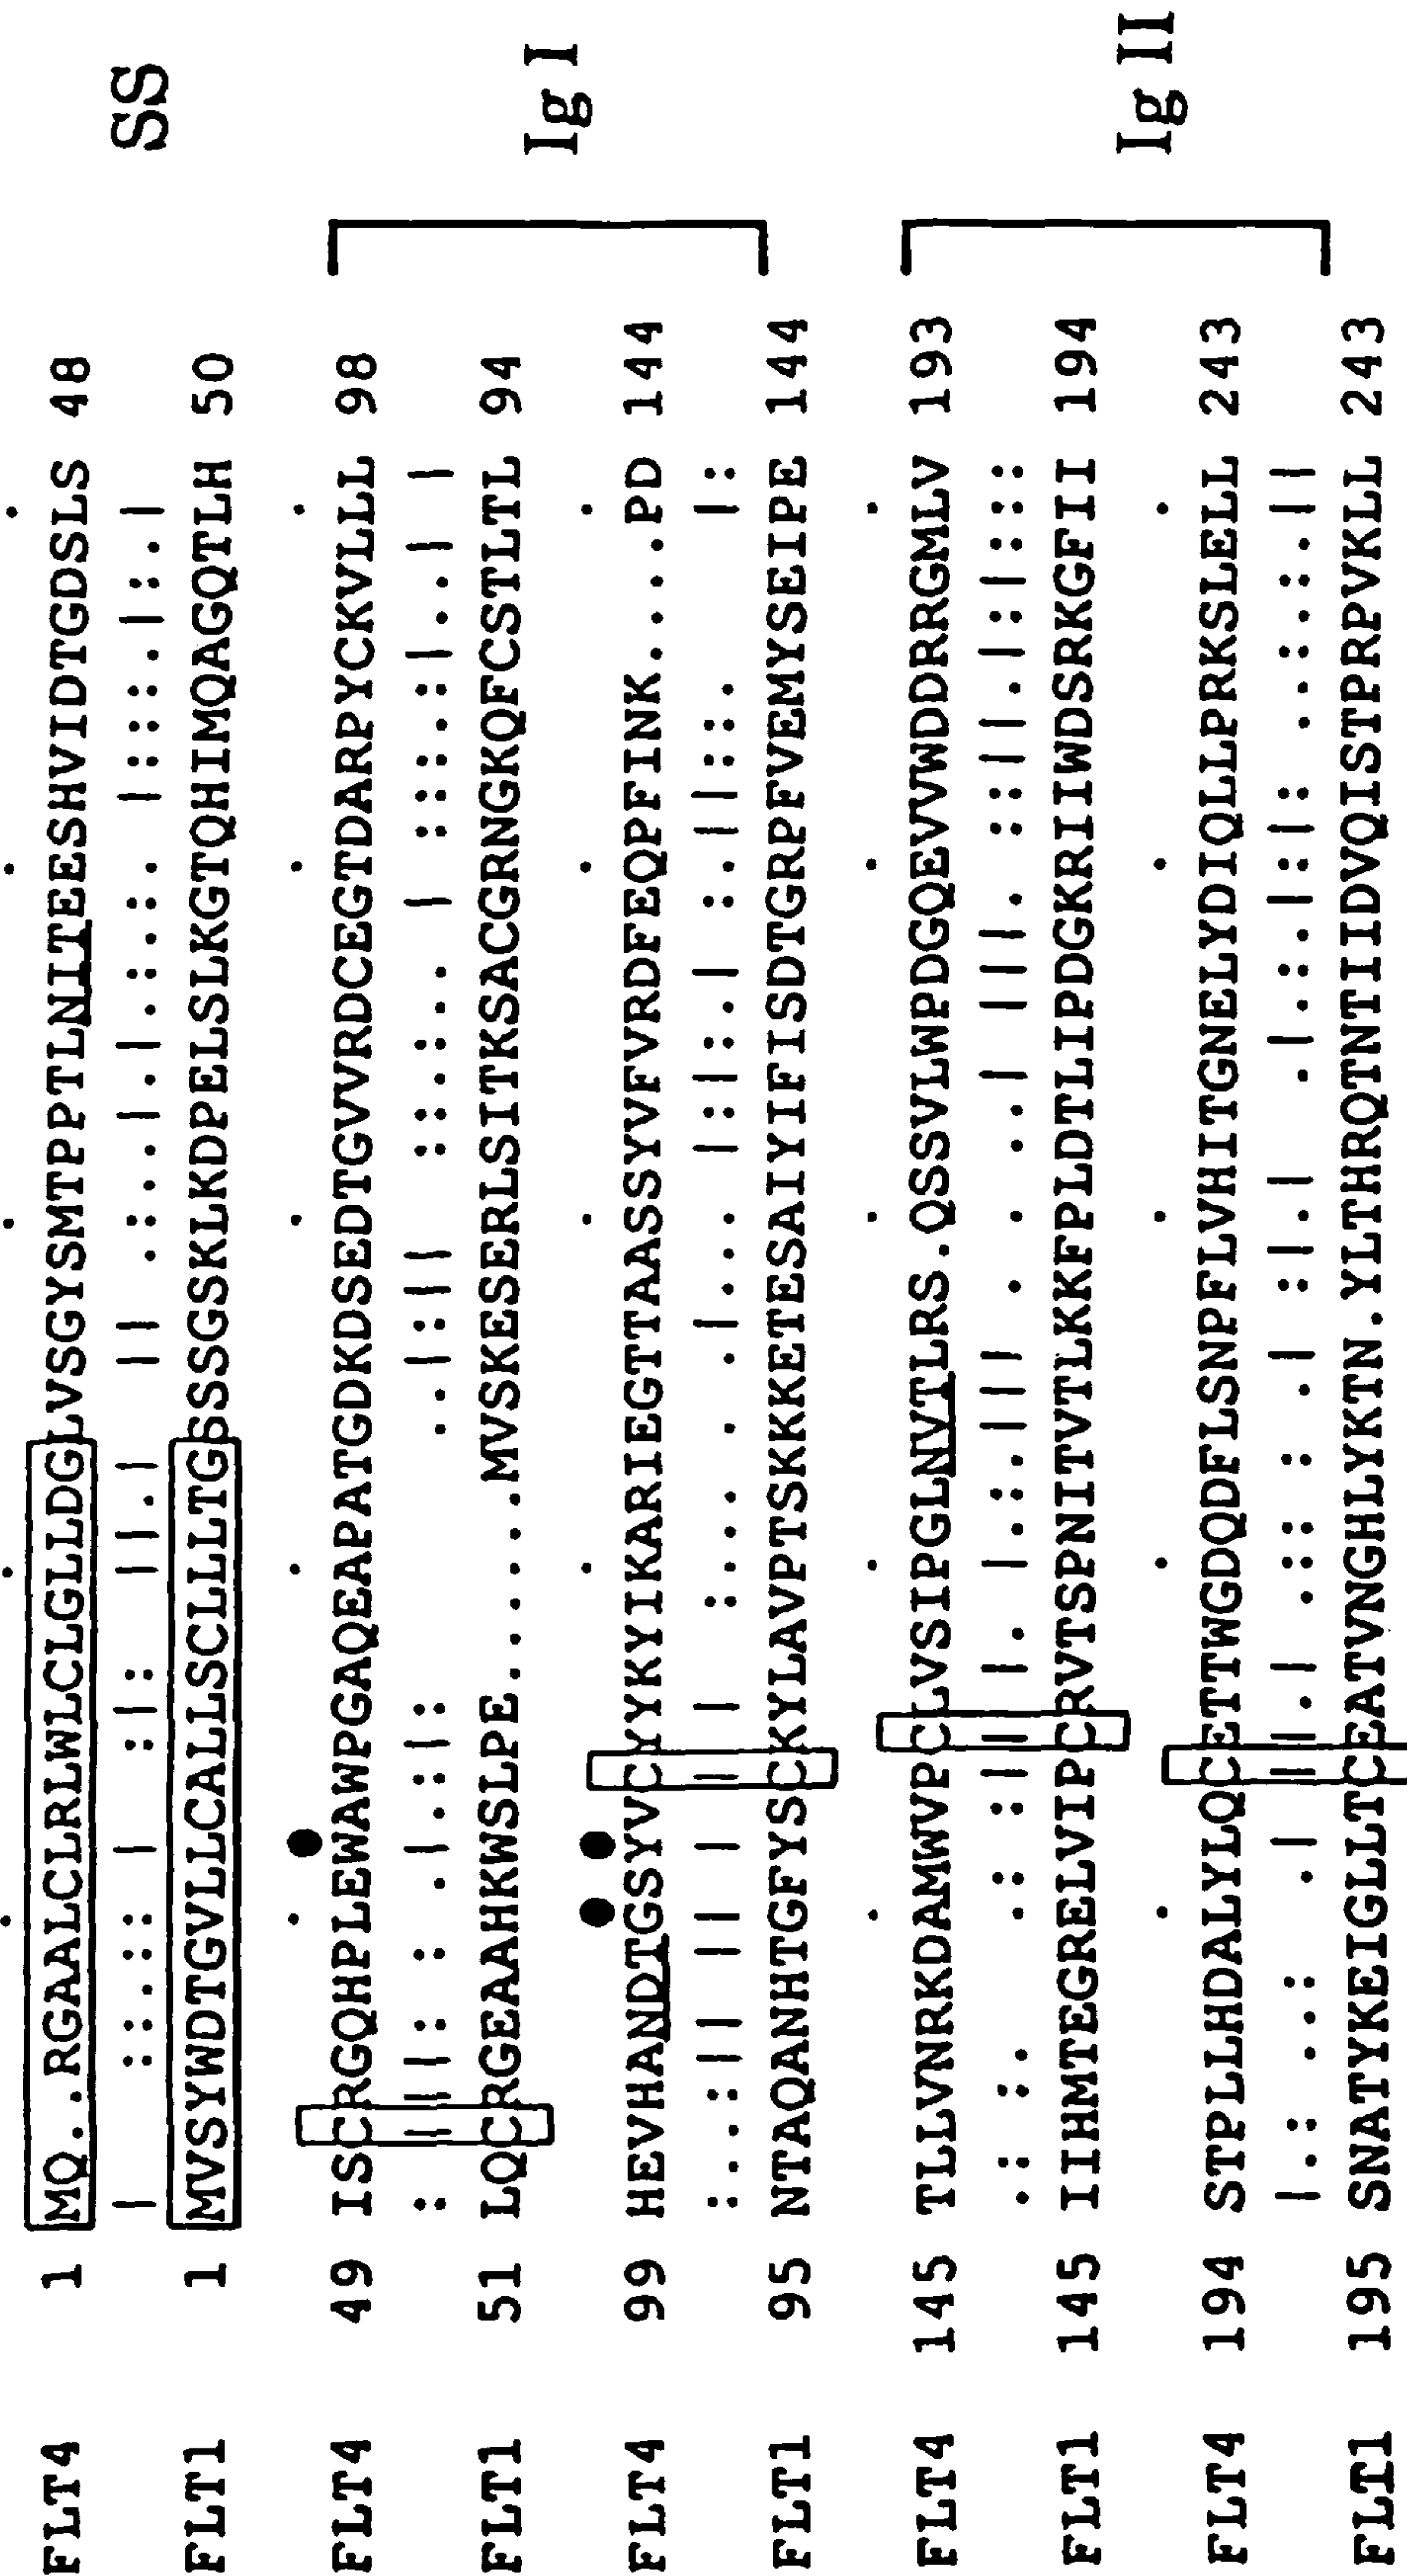 FLT4 1 MQ..RGAALCLRLWLCLGLLDGLVSGYSMTPPTLNITEESHVIDTGDSLS 48
FLT1 1 MVSYWDTGVLLCALLSCLLLTGSSSGSKLKDPELSLKGTQHIMQAGQTLH 50
SS
FLT4 49 ISCRGQHPLEWAWPGAQEAPATGDKDSEDTGVVRDCEGTDARPYCKVLLL 98
FLT1 51 LQCRGEAAHKWSLPE......MVSKESERLSITKSACGRNGKQFCSTLTL 94
FLT4 99 HEVHANDTGSYVCYYKYIKARIEGTTAASSYVFVRDFEQPFINK....PD 144
FLT1 95 NTAQANHTGFYSCKYLAVPTSKKKETESAIYIFISDTGRPFVEMYSEIPE 144
Ig I
FLT4 145 TLLVNRKDAMWVPCLVSIPGLNVTLRS.QSSVLWPDGQEVVWDDRRGMLV 193
FLT1 145 IIHMTEGRELVIPCRVTSPNITVTLKKFPLDTLIPDGKRIIWDSRKGFII 194
FLT4 194 STPLLHDALYLQCETTWGDQDFLSNPFLVHITGNELYDIQLLPRKSLELL 243
FLT1 195 SNATYKEIGLLTCEATVNGHLYKTN.YLTHRQTNTIIDVQISTPRPVKLL 243
Ig II